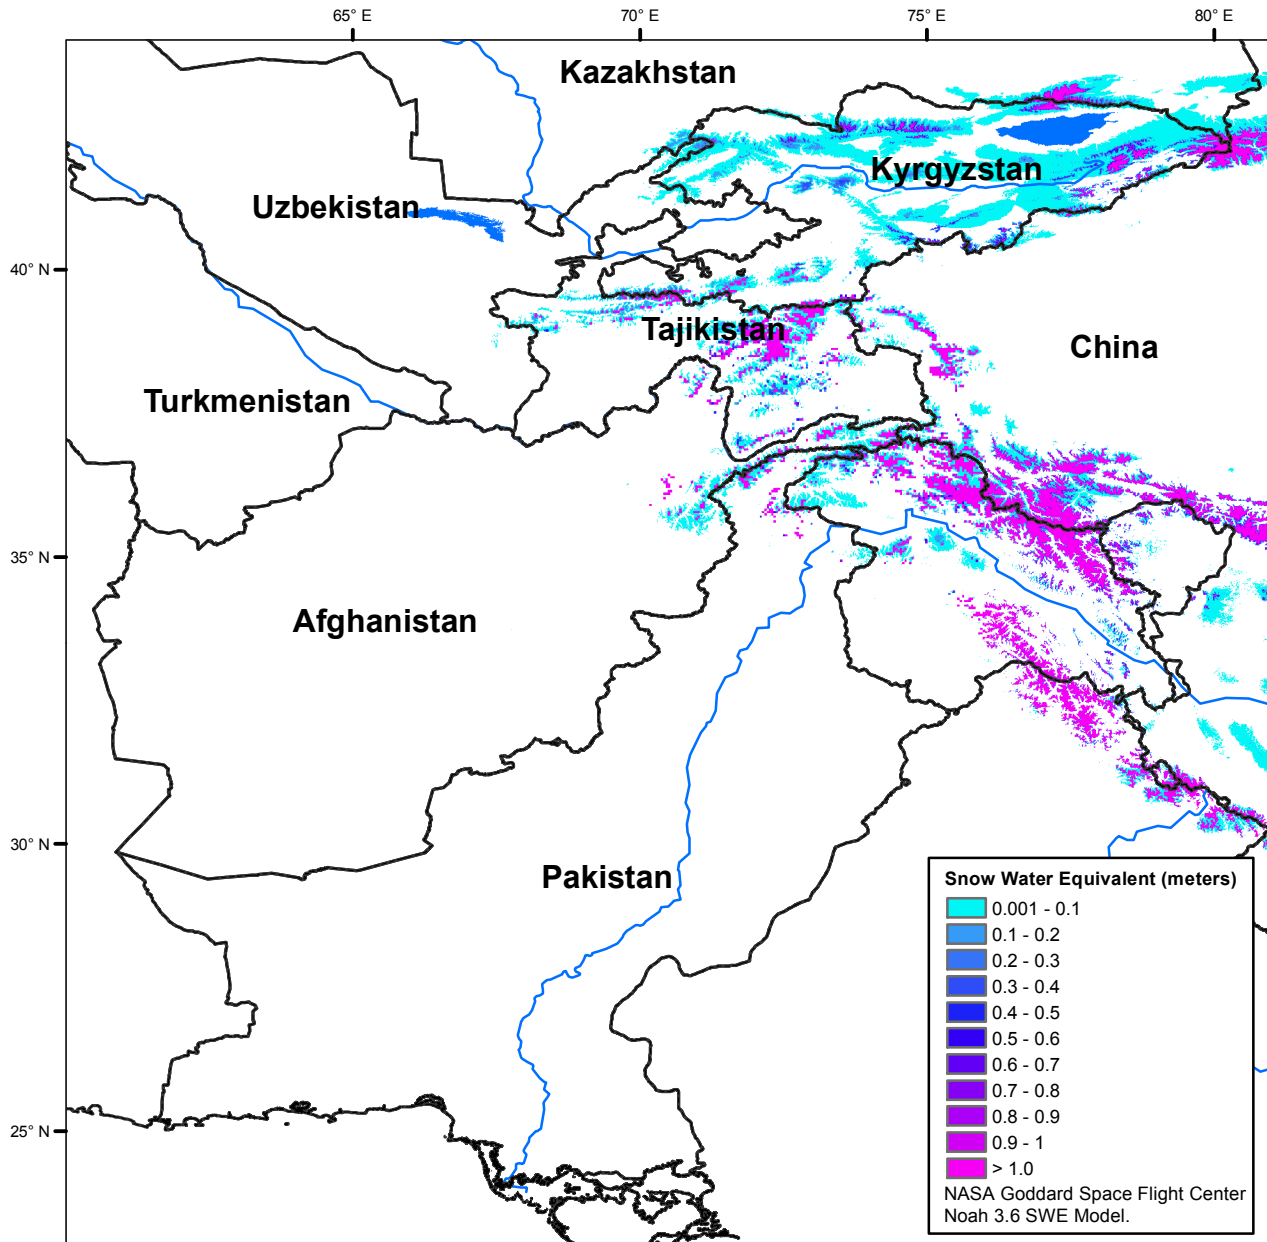 65° E
70° E
75° E
80° E
Kazakhstan
Kyrgyzstan
Uzbekistan
40° N
Tajikistan
China
Turkmenistan
35° N
Afghanistan
30° N
Pakistan
25° N
Snow Water Equivalent (meters)
0.001 - 0.1
0.1 - 0.2
0.2 - 0.3
0.3 - 0.4
0.4 - 0.5
0.5 - 0.6
0.6 - 0.7
0.7 - 0.8
0.8 - 0.9
0.9 - 1
> 1.0
NASA Goddard Space Flight Center
Noah 3.6 SWE Model.